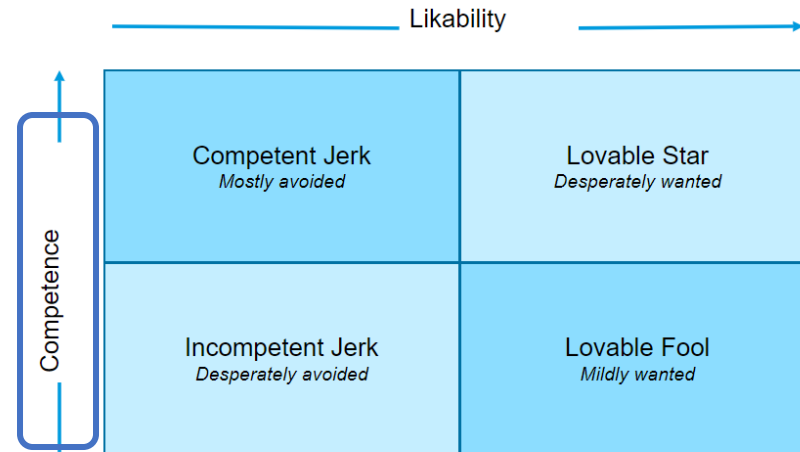 Likability
Competent Jerk
Mostly avoided
Lovable Star
Desperately wanted
Competence
Incompetent Jerk
Desperately avoided
Lovable Fool
Mildly wanted